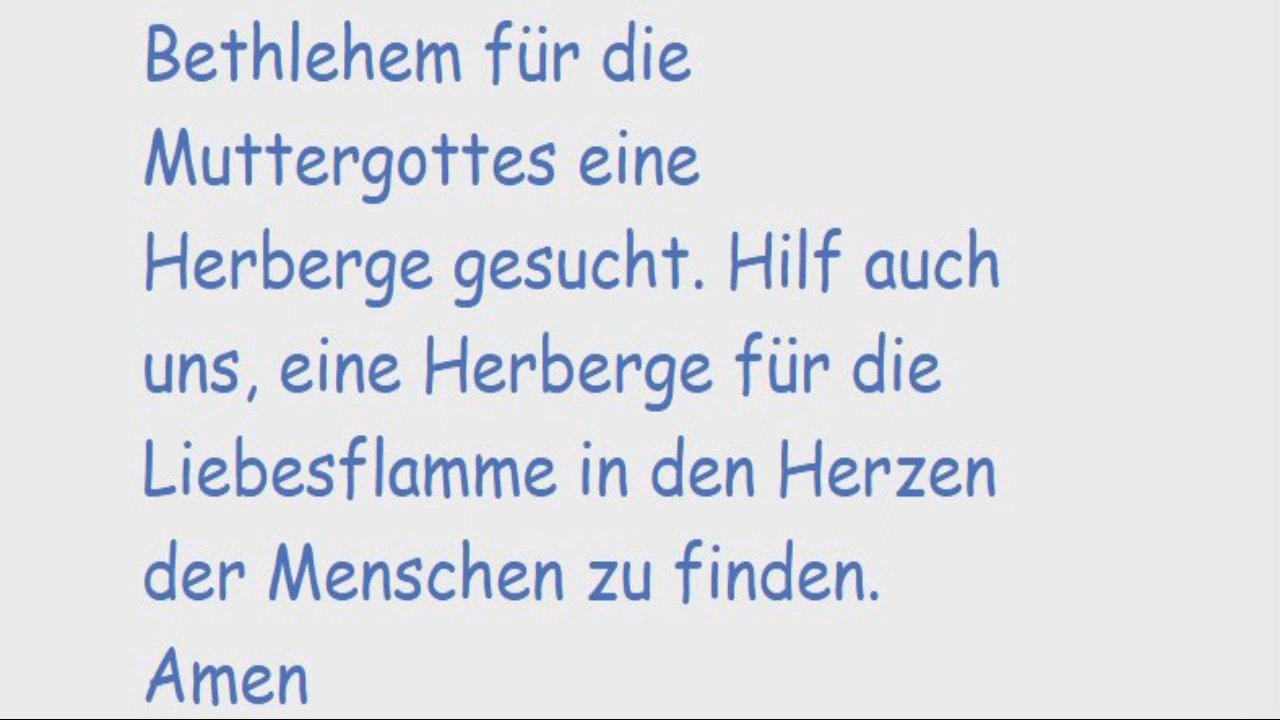 Bethlehem für die
Muttergottes eine
Herberge gesucht. Hilf auch
uns, eine Herberge für die
Liebesflamme in den Herzen
der Menschen zu finden.
Amen